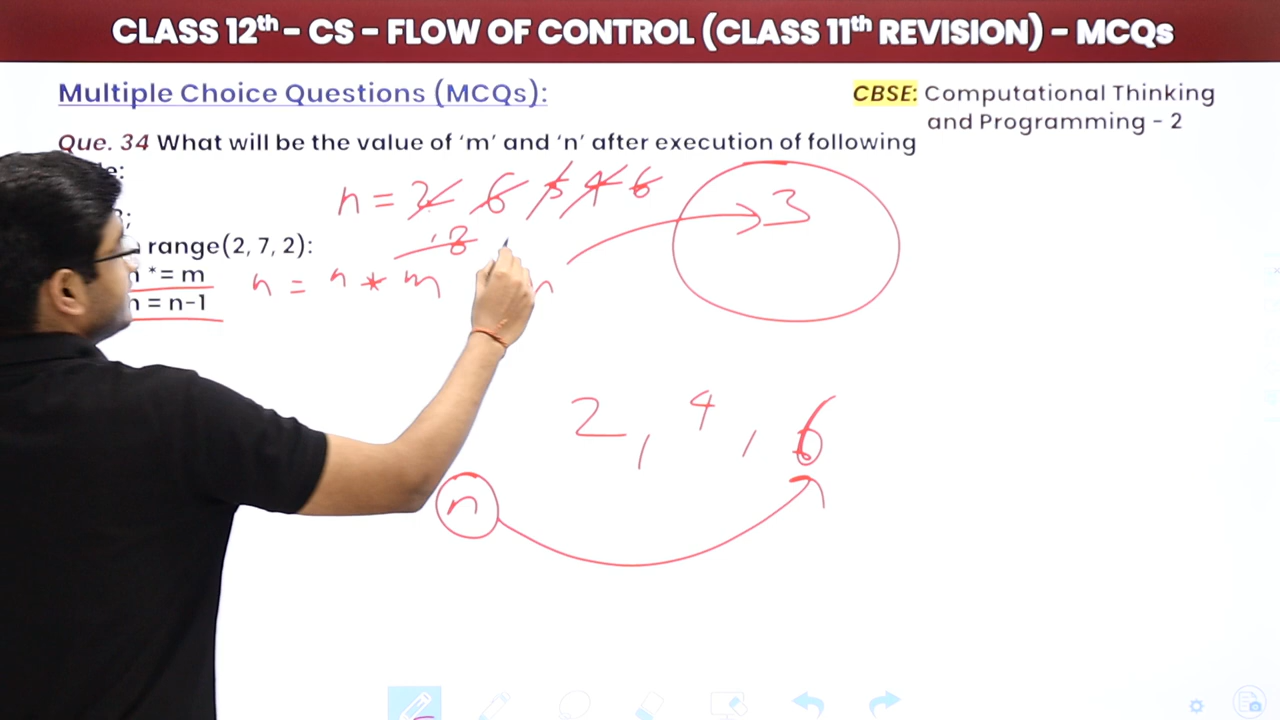 CLASS 12th – CS – FLOW OF CONTROL (CLASS 11th REVISION) – MCQs
Multiple Choice Questions (MCQs):
CBSE: Computational Thinking
and Programming - 2
Que. 34 What will be the value of ‘m’ and ‘n’ after execution of following
e:
n = 2 6 5 4 6
3
;
18
range(2, 7, 2):
*= m
n = n * m
n
= n-1
2, 4, 6
n